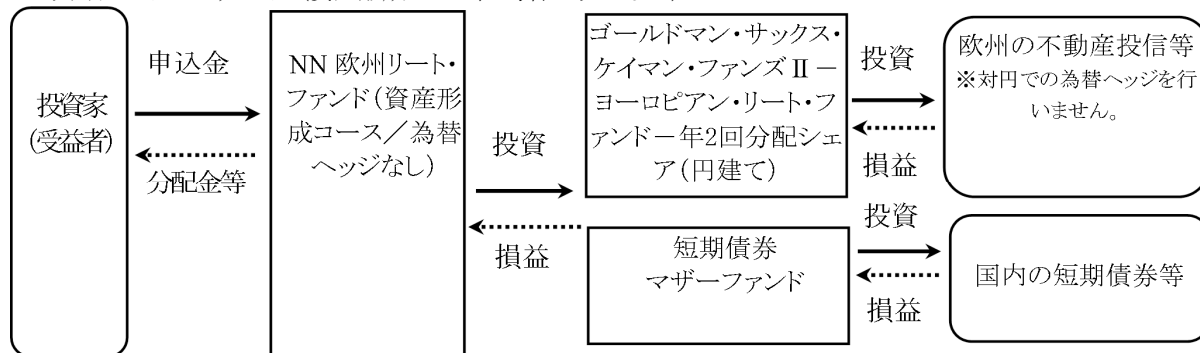 投資家
(受益者)
申込金
分配金等
NN 欧州リート・
ファンド(資産形
成コース/為替
ヘッジなし)
投資
損益
ゴールドマン・サックス・
ケイマン・ファンズⅡ－
ヨーロピアン・リート・フ
ァンド－年2回分配シェ
ア(円建て)
短期債券
マザーファンド
投資
損益
投資
損益
欧州の不動産投信等
※対円での為替ヘッジを行
いません。
国内の短期債券等